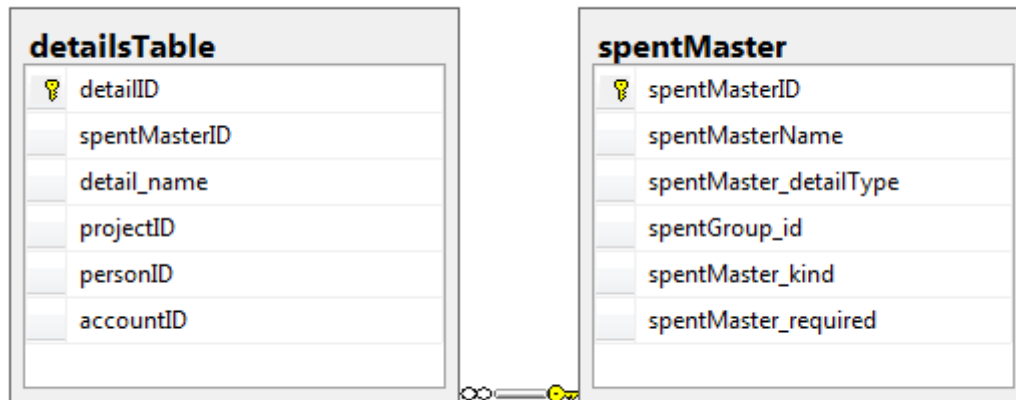 detailsTable
detailID
spentMasterID
detail_name
projectID
personID
accountID
spentMaster
spentMasterID
spentMasterName
spentMaster_detailType
spentGroup_id
spentMaster_kind
spentMaster_required